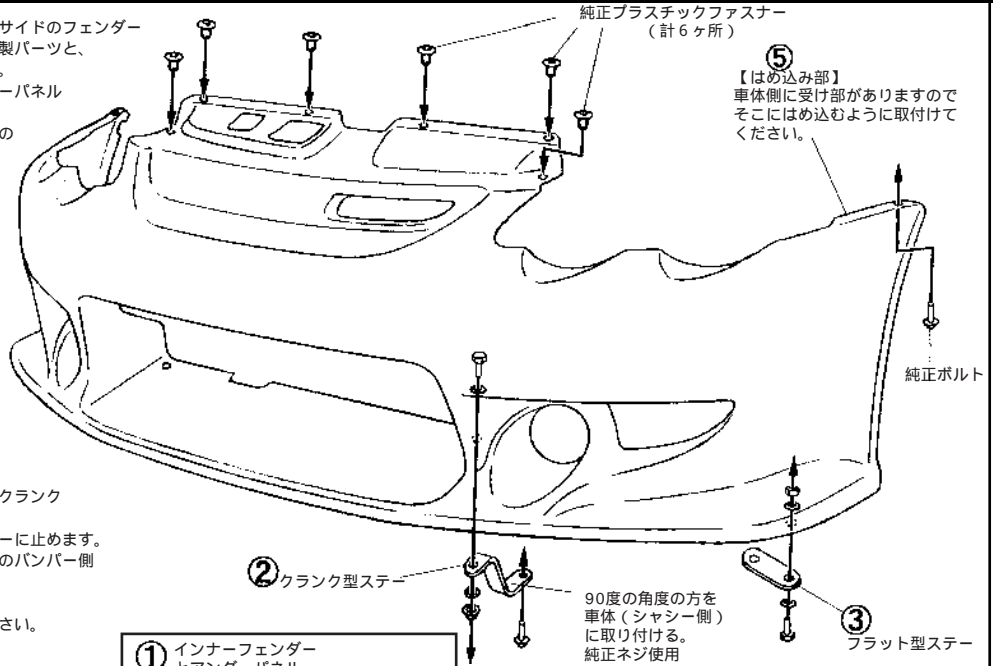 サイドのフェンダー
製パーツと、
。
ーパネル
の
純正プラスチックファスナー
（計６ヶ所）
⑤
【はめ込み部】
車体側に受け部がありますので
そこにはめ込むように取付けて
ください。
純正ボルト
クランク
ーに止めます。
のバンパー側
さい。
②クランク型ステー
90度の角度の方を
車体（シャシー側）
に取り付ける。
純正ネジ使用
③
フラット型ステー
① インナーフェンダー
とアンダーパネル